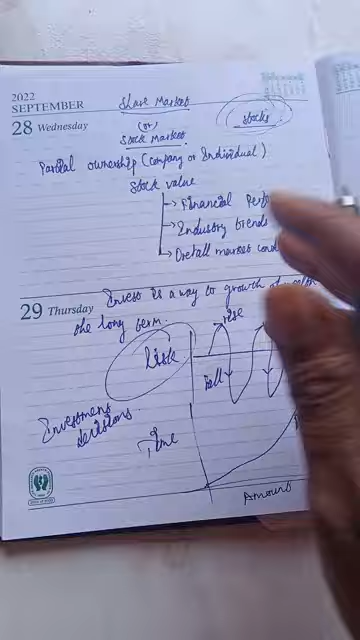 2022
SEPTEMBER
Share Market
28 Wednesday
(or)
Stocks
Stock Market
Partial ownership (Company or Individual)
Stock value
→ Financial
→ Industry trends
→ Overall market
29 Thursday
Invest is a way to growth
the long term.
Risk
rise
fall
Investment
decisions.
Time
Amount